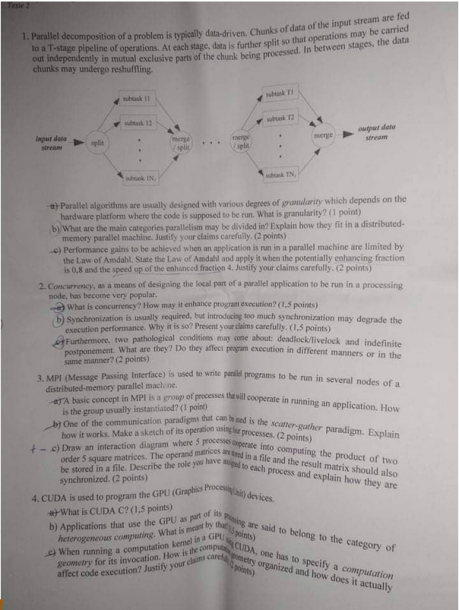 Teste 2
1. Parallel decomposition of a problem is typically data-driven. Chunks of data of the input stream are fed
to a T-stage pipeline of operations. At each stage, data is further split so that operations may be carried
out independently in mutual exclusive parts of the chunk being processed. In between stages, the data
chunks may undergo reshuffling.
subtask 11
subtask T1
subtask 12
subtask T2
input data
stream
split
merge
/ split
. . .
merge
/ split
merge
output data
stream
subtask 1N₁
subtask TNₜ
a) Parallel algorithms are usually designed with various degrees of granularity which depends on the
hardware platform where the code is supposed to be run. What is granularity? (1 point)
b) What are the main categories parallelism may be divided in? Explain how they fit in a distributed-
memory parallel machine. Justify your claims carefully. (2 points)
c) Performance gains to be achieved when an application is run in a parallel machine are limited by
the Law of Amdahl. State the Law of Amdahl and apply it when the potentially enhancing fraction
is 0,8 and the speed up of the enhanced fraction 4. Justify your claims carefully. (2 points)
2. Concurrency, as a means of designing the local part of a parallel application to be run in a processing
node, has become very popular.
a) What is concurrency? How may it enhance program execution? (1,5 points)
b) Synchronization is usually required, but introducing too much synchronization may degrade the
execution performance. Why it is so? Present your claims carefully. (1,5 points)
c) Furthermore, two pathological conditions may come about: deadlock/livelock and indefinite
postponement. What are they? Do they affect program execution in different manners or in the
same manner? (2 points)
3. MPI (Message Passing Interface) is used to write parallel programs to be run in several nodes of a
distributed-memory parallel machine.
a) A basic concept in MPI is a group of processes that will cooperate in running an application. How
is the group usually instantiated? (1 point)
b) One of the communication paradigms that can be used is the scatter-gather paradigm. Explain
how it works. Make a sketch of its operation using processes. (2 points)
+ - c) Draw an interaction diagram where 5 processes cooperate into computing the product of two
order 5 square matrices. The operand matrices are stored in a file and the result matrix should also
be stored in a file. Describe the role you have assigned to each process and explain how they are
synchronized. (2 points)
4. CUDA is used to program the GPU (Graphics Processing Unit) devices.
a) What is CUDA C? (1,5 points)
b) Applications that use the GPU as part of its processing are said to belong to the category of
heterogeneous computing. What is meant by that? points)
c) When running a computation kernel in a GPU using CUDA, one has to specify a computation
geometry for its invocation. How is the computation geometry organized and how does it actually
affect code execution? Justify your claims carefully. (2 points)